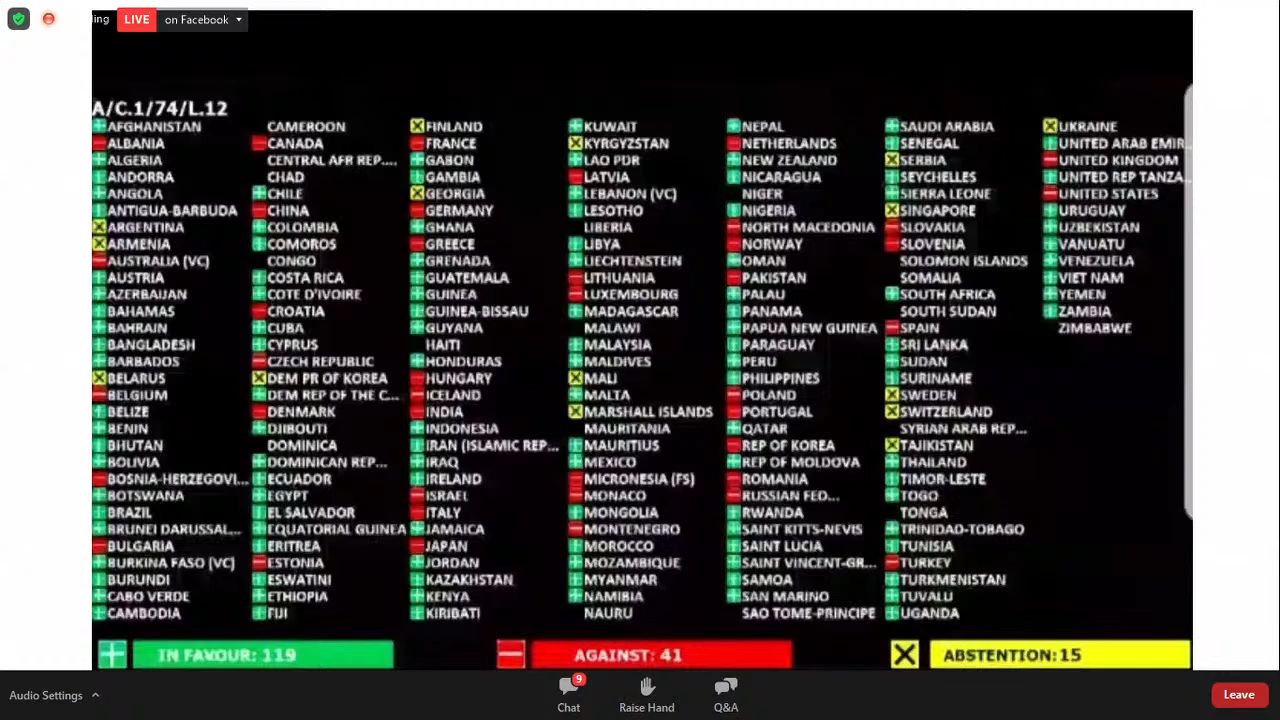 ling
LIVE on Facebook
A/C.1/74/L.12
AFGHANISTAN
ALBANIA
ALGERIA
ANDORRA
ANGOLA
ANTIGUA-BARBUDA
ARGENTINA
ARMENIA
AUSTRALIA (VC)
AUSTRIA
AZERBAIJAN
BAHAMAS
BAHRAIN
BANGLADESH
BARBADOS
BELARUS
BELGIUM
BELIZE
BENIN
BHUTAN
BOLIVIA
BOSNIA-HERZEGOVI...
BOTSWANA
BRAZIL
BRUNEI DARUSSAL...
BULGARIA
BURKINA FASO (VC)
BURUNDI
CABO VERDE
CAMBODIA
CAMEROON
CANADA
CENTRAL AFR REP....
CHAD
CHILE
CHINA
COLOMBIA
COMOROS
CONGO
COSTA RICA
COTE D'IVOIRE
CROATIA
CUBA
CYPRUS
CZECH REPUBLIC
DEM PR OF KOREA
DEM REP OF THE C...
DENMARK
DJIBOUTI
DOMINICA
DOMINICAN REP...
ECUADOR
EGYPT
EL SALVADOR
EQUATORIAL GUINEA
ERITREA
ESTONIA
ESWATINI
ETHIOPIA
FIJI
FINLAND
FRANCE
GABON
GAMBIA
GEORGIA
GERMANY
GHANA
GREECE
GRENADA
GUATEMALA
GUINEA
GUINEA-BISSAU
GUYANA
HAITI
HONDURAS
HUNGARY
ICELAND
INDIA
INDONESIA
IRAN (ISLAMIC REP...
IRAQ
IRELAND
ISRAEL
ITALY
JAMAICA
JAPAN
JORDAN
KAZAKHSTAN
KENYA
KIRIBATI
KUWAIT
KYRGYZSTAN
LAO PDR
LATVIA
LEBANON (VC)
LESOTHO
LIBERIA
LIBYA
LIECHTENSTEIN
LITHUANIA
LUXEMBOURG
MADAGASCAR
MALAWI
MALAYSIA
MALDIVES
MALI
MALTA
MARSHALL ISLANDS
MAURITANIA
MAURITIUS
MEXICO
MICRONESIA (FS)
MONACO
MONGOLIA
MONTENEGRO
MOROCCO
MOZAMBIQUE
MYANMAR
NAMIBIA
NAURU
NEPAL
NETHERLANDS
NEW ZEALAND
NICARAGUA
NIGER
NIGERIA
NORTH MACEDONIA
NORWAY
OMAN
PAKISTAN
PALAU
PANAMA
PAPUA NEW GUINEA
PARAGUAY
PERU
PHILIPPINES
POLAND
PORTUGAL
QATAR
REP OF KOREA
REP OF MOLDOVA
ROMANIA
RUSSIAN FED...
RWANDA
SAINT KITTS-NEVIS
SAINT LUCIA
SAINT VINCENT-GR...
SAMOA
SAN MARINO
SAO TOME-PRINCIPE
SAUDI ARABIA
SENEGAL
SERBIA
SEYCHELLES
SIERRA LEONE
SINGAPORE
SLOVAKIA
SLOVENIA
SOLOMON ISLANDS
SOMALIA
SOUTH AFRICA
SOUTH SUDAN
SPAIN
SRI LANKA
SUDAN
SURINAME
SWEDEN
SWITZERLAND
SYRIAN ARAB REP...
TAJIKISTAN
THAILAND
TIMOR-LESTE
TOGO
TONGA
TRINIDAD-TOBAGO
TUNISIA
TURKEY
TURKMENISTAN
TUVALU
UGANDA
UKRAINE
UNITED ARAB EMIR...
UNITED KINGDOM
UNITED REP TANZA...
UNITED STATES
URUGUAY
UZBEKISTAN
VANUATU
VENEZUELA
VIET NAM
YEMEN
ZAMBIA
ZIMBABWE
IN FAVOUR: 119
AGAINST: 41
ABSTENTION: 15
Audio Settings
9
Chat
Raise Hand
Q&A
Leave